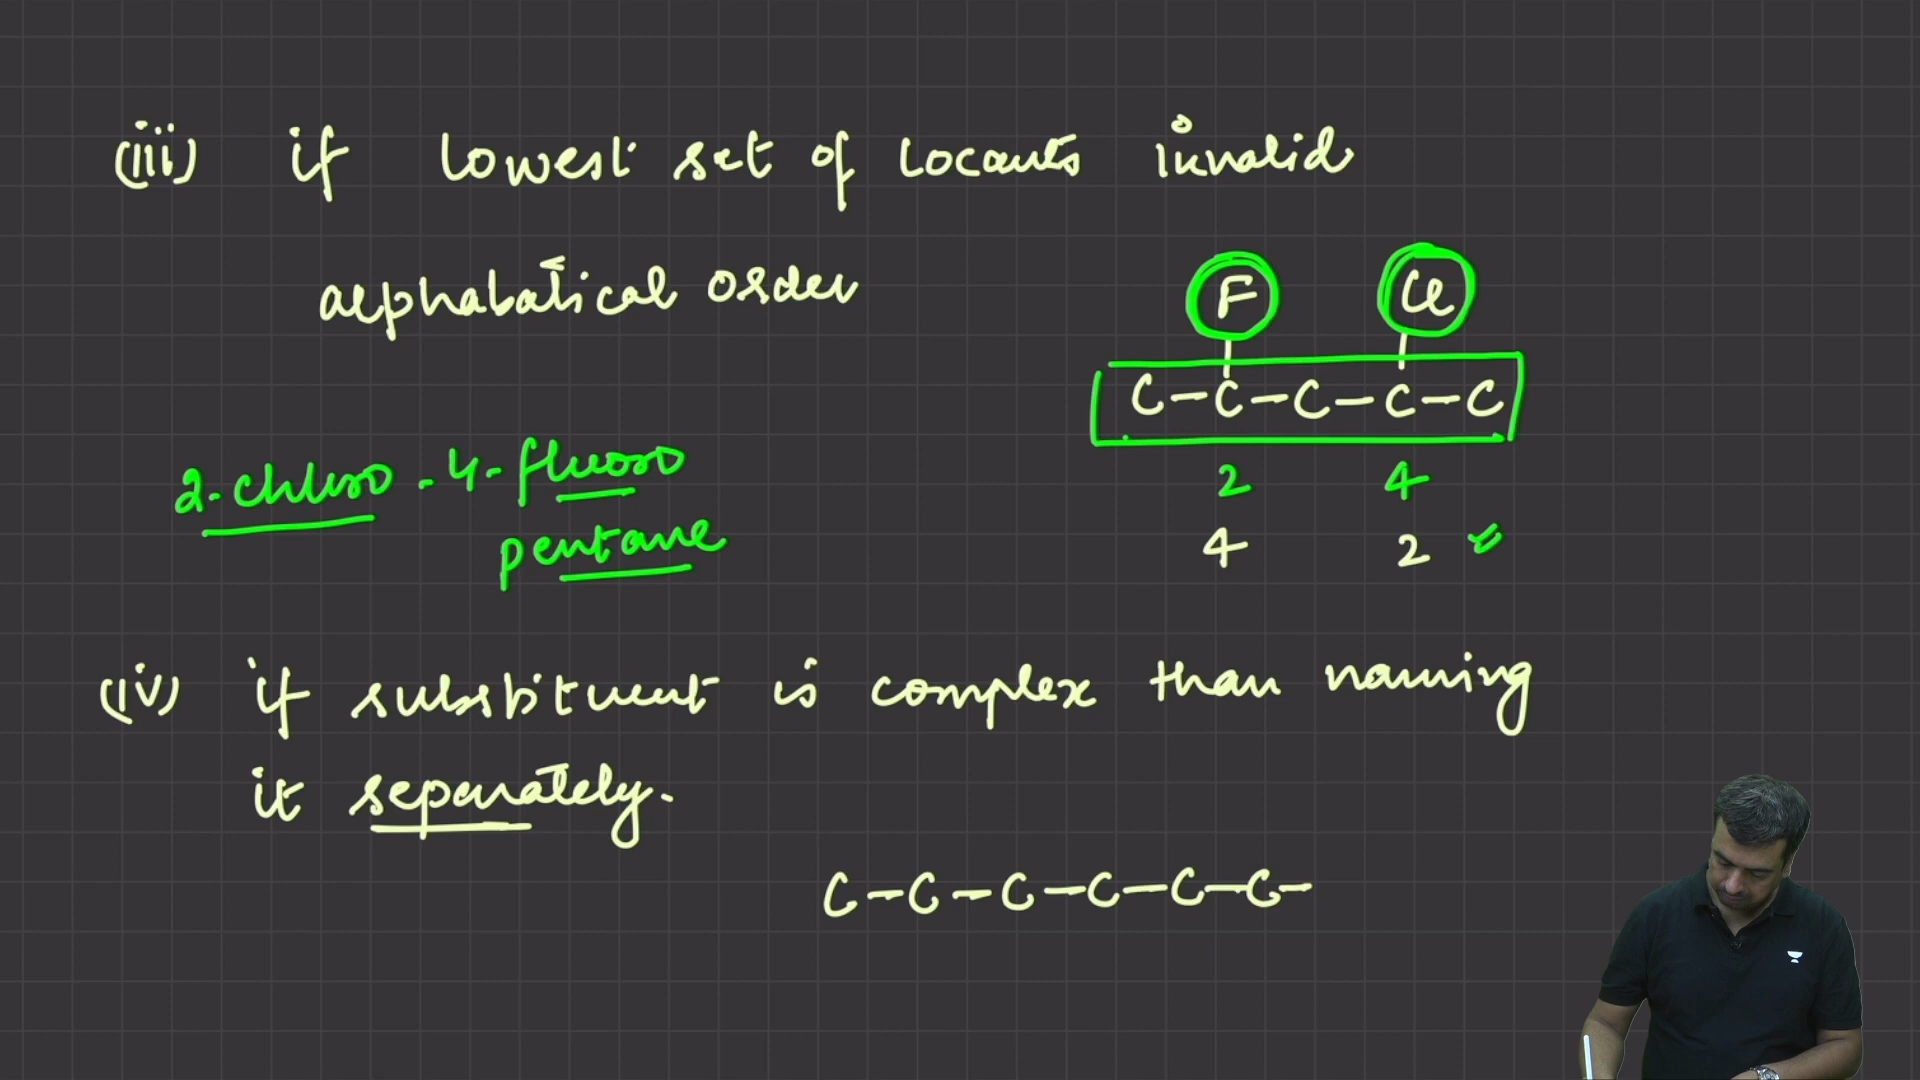 (iii) if lowest set of locants invalid
alphabatical order
F Cl
C-C-C-C-C
2-chloro-4-fluoro
pentane
2 4
4 2
(iv) if substituent is complex than naming
it separately.
C-C-C-C-C-C-